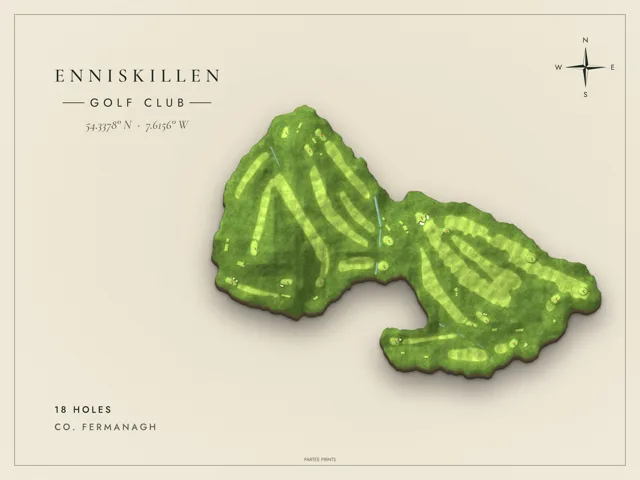 ENNISKILLEN
GOLF CLUB
54.3378° N · 7.6156° W
N
W E
S
18 HOLES
CO. FERMANAGH
PARTEE PRINTS